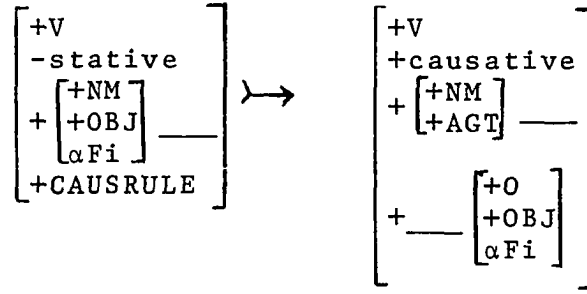 +V
-stative
+ [+NM
+OBJ
αFi] ___
+CAUSRULE
>→
+V
+causative
+ [+NM
+AGT] ___
+ ___ [+O
+OBJ
αFi]